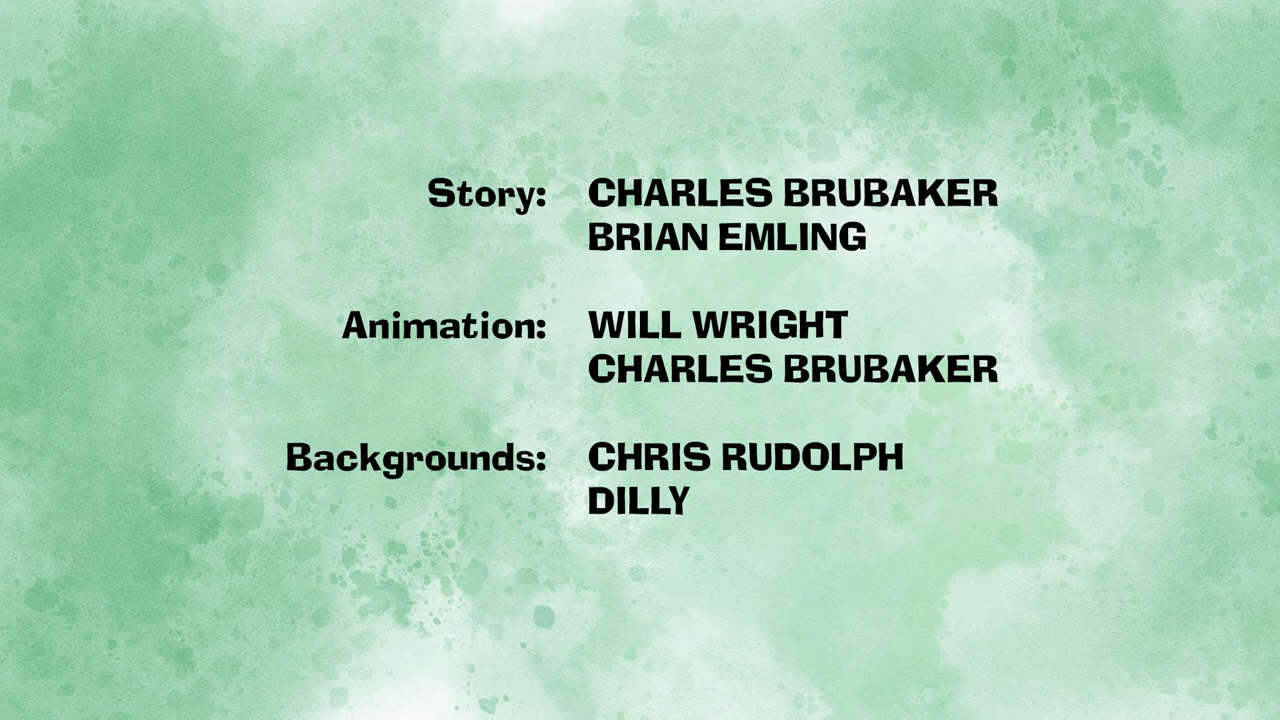 Story: CHARLES BRUBAKER
BRIAN EMLING
Animation: WILL WRIGHT
CHARLES BRUBAKER
Backgrounds: CHRIS RUDOLPH
DILLY